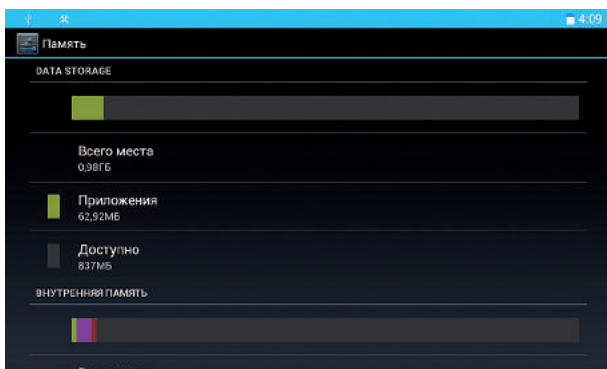 4:09
Память
DATA STORAGE
Всего места
0,98ГБ
Приложения
62,92МБ
Доступно
837МБ
ВНУТРЕННЯЯ ПАМЯТЬ